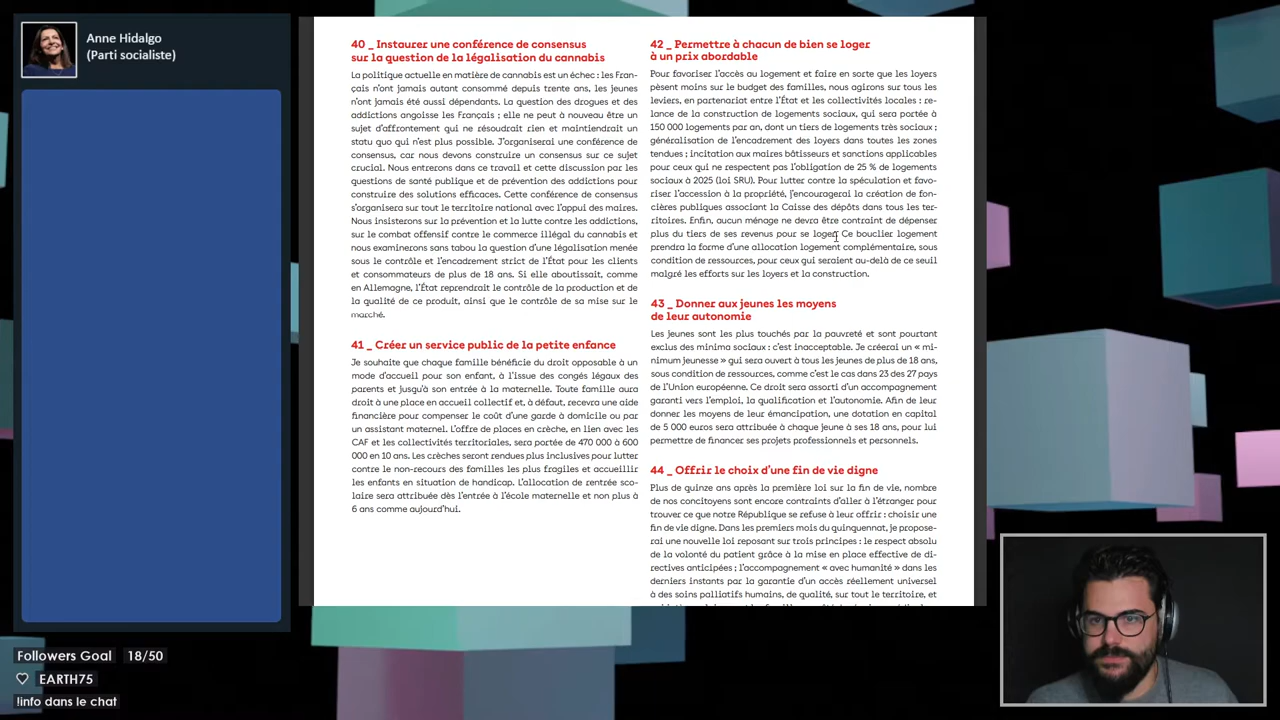 Anne Hidalgo
(Parti socialiste)
40 _ Instaurer une conférence de consensus
sur la question de la légalisation du cannabis
La politique actuelle en matière de cannabis est un échec : les Fran-
çais n'ont jamais autant consommé depuis trente ans, les jeunes
n'ont jamais été aussi dépendants. La question des drogues et des
addictions angoisse les Français ; elle ne peut à nouveau être un
sujet d'affrontement qui ne résoudrait rien et maintiendrait un
statu quo qui n'est plus possible. J'organiserai une conférence de
consensus, car nous devons construire un consensus sur ce sujet
crucial. Nous entrerons dans ce travail et cette discussion par les
questions de santé publique et de prévention des addictions pour
construire des solutions efficaces. Cette conférence de consensus
s'organisera sur tout le territoire national avec l'appui des maires.
Nous insisterons sur la prévention et la lutte contre les addictions,
sur le combat offensif contre le commerce illégal du cannabis et
nous examinerons sans tabou la question d'une légalisation menée
sous le contrôle et l'encadrement strict de l'État pour les clients
et consommateurs de plus de 18 ans. Si elle aboutissait, comme
en Allemagne, l'État reprendrait le contrôle de la production et de
la qualité de ce produit, ainsi que le contrôle de sa mise sur le
marché.
41 _ Créer un service public de la petite enfance
Je souhaite que chaque famille bénéficie du droit opposable à un
mode d'accueil pour son enfant, à l'issue des congés légaux des
parents et jusqu'à son entrée à la maternelle. Toute famille aura
droit à une place en accueil collectif et, à défaut, recevra une aide
financière pour compenser le coût d'une garde à domicile ou par
un assistant maternel. L'offre de places en crèche, en lien avec les
CAF et les collectivités territoriales, sera portée de 470 000 à 600
000 en 10 ans. Les crèches seront rendues plus inclusives pour lutter
contre le non-recours des familles les plus fragiles et accueillir
les enfants en situation de handicap. L'allocation de rentrée sco-
laire sera attribuée dès l'entrée à l'école maternelle et non plus à
6 ans comme aujourd'hui.
42 _ Permettre à chacun de bien se loger
à un prix abordable
Pour favoriser l'accès au logement et faire en sorte que les loyers
pèsent moins sur le budget des familles, nous agirons sur tous les
leviers, en partenariat entre l'État et les collectivités locales : re-
lance de la construction de logements sociaux, qui sera portée à
150 000 logements par an, dont un tiers de logements très sociaux ;
généralisation de l'encadrement des loyers dans toutes les zones
tendues ; incitation aux maires bâtisseurs et sanctions applicables
pour ceux qui ne respectent pas l'obligation de 25 % de logements
sociaux à 2025 (loi SRU). Pour lutter contre la spéculation et favo-
riser l'accession à la propriété, j'encouragerai la création de fon-
cières publiques associant la Caisse des dépôts dans tous les ter-
ritoires. Enfin, aucun ménage ne devra être contraint de dépenser
plus du tiers de ses revenus pour se loger. Ce bouclier logement
prendra la forme d'une allocation logement complémentaire, sous
condition de ressources, pour ceux qui seraient au-delà de ce seuil
malgré les efforts sur les loyers et la construction.
43 _ Donner aux jeunes les moyens
de leur autonomie
Les jeunes sont les plus touchés par la pauvreté et sont pourtant
exclus des minima sociaux : c'est inacceptable. Je créerai un « mi-
nimum jeunesse » qui sera ouvert à tous les jeunes de plus de 18 ans,
sous condition de ressources, comme c'est le cas dans 23 des 27 pays
de l'Union européenne. Ce droit sera assorti d'un accompagnement
garanti vers l'emploi, la qualification et l'autonomie. Afin de leur
donner les moyens de leur émancipation, une dotation en capital
de 5 000 euros sera attribuée à chaque jeune à ses 18 ans, pour lui
permettre de financer ses projets professionnels et personnels.
44 _ Offrir le choix d'une fin de vie digne
Plus de quinze ans après la première loi sur la fin de vie, nombre
de nos concitoyens sont encore contraints d'aller à l'étranger pour
trouver ce que notre République se refuse à leur offrir : choisir une
fin de vie digne. Dans les premiers mois du quinquennat, je propose-
rai une nouvelle loi reposant sur trois principes : le respect absolu
de la volonté du patient grâce à la mise en place effective de di-
rectives anticipées ; l'accompagnement « avec humanité » dans les
derniers instants par la garantie d'un accès réellement universel
à des soins palliatifs humains, de qualité, sur tout le territoire, et
Followers Goal 18/50
EARTH75
!info dans le chat